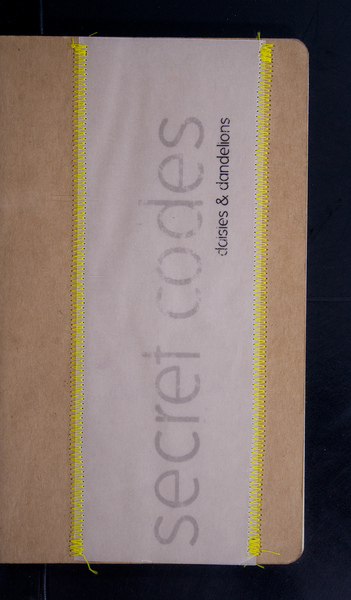 secret codes
daisies & dandelions